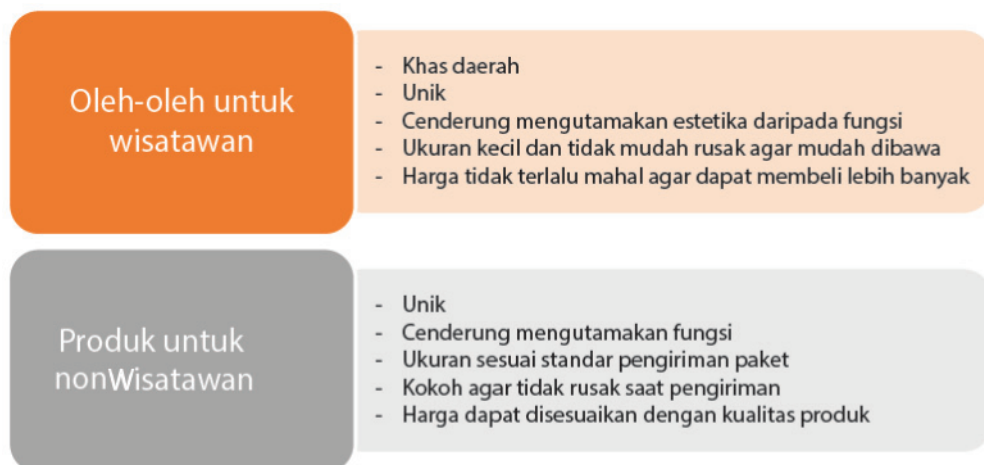 Oleh-oleh untuk
wisatawan
- Khas daerah
- Unik
- Cenderung mengutamakan estetika daripada fungsi
- Ukuran kecil dan tidak mudah rusak agar mudah dibawa
- Harga tidak terlalu mahal agar dapat membeli lebih banyak
Produk untuk
nonWisatawan
- Unik
- Cenderung mengutamakan fungsi
- Ukuran sesuai standar pengiriman paket
- Kokoh agar tidak rusak saat pengiriman
- Harga dapat disesuaikan dengan kualitas produk